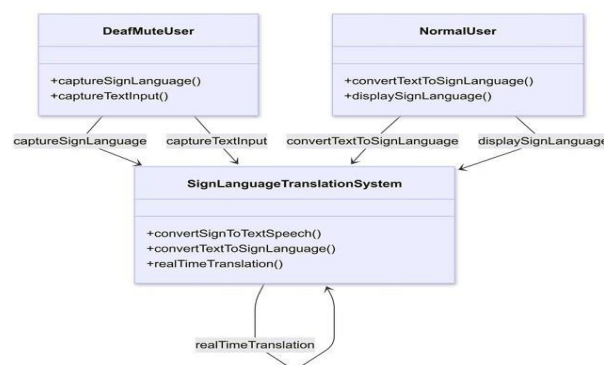 DeafMuteUser
+captureSignLanguage()
+captureTextInput()
NormalUser
+convertTextToSignLanguage()
+displaySignLanguage()
captureSignLanguage
captureTextInput
convertTextToSignLanguage
displaySignLanguage
SignLanguageTranslationSystem
+convertSignToTextSpeech()
+convertTextToSignLanguage()
+realTimeTranslation()
realTimeTranslation